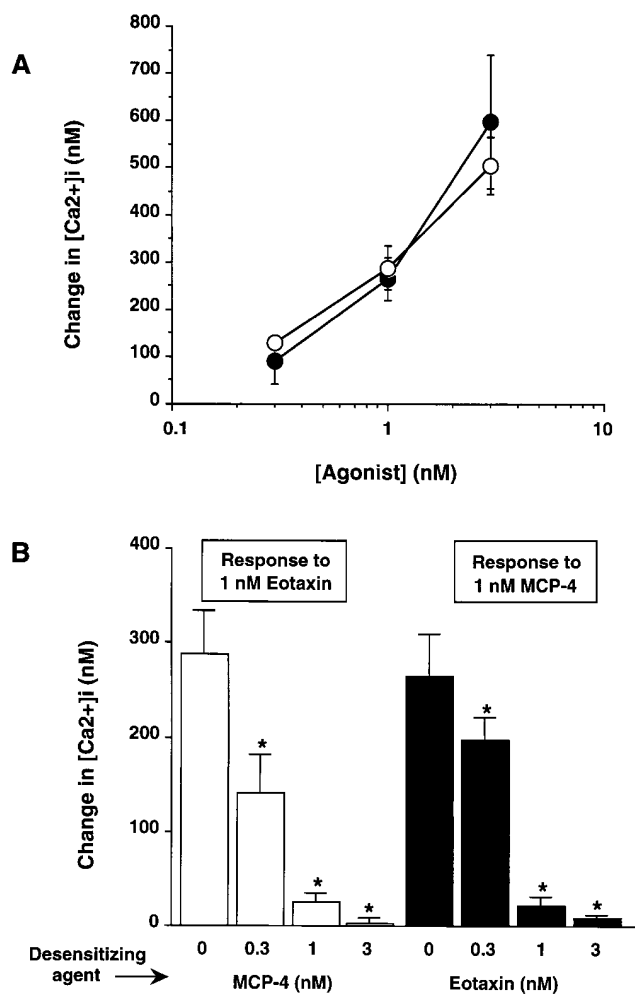 A
800
700
600
500
400
300
200
100
0
Change in [Ca2+]i (nM)
0.1 1 10
[Agonist] (nM)
B
400
300
200
100
0
Change in [Ca2+]i (nM)
Response to
1 nM Eotaxin
Response to
1 nM MCP-4
*
*
*
*
*
*
0 0.3 1 3 0 0.3 1 3
Desensitizing
agent
MCP-4 (nM) Eotaxin (nM)